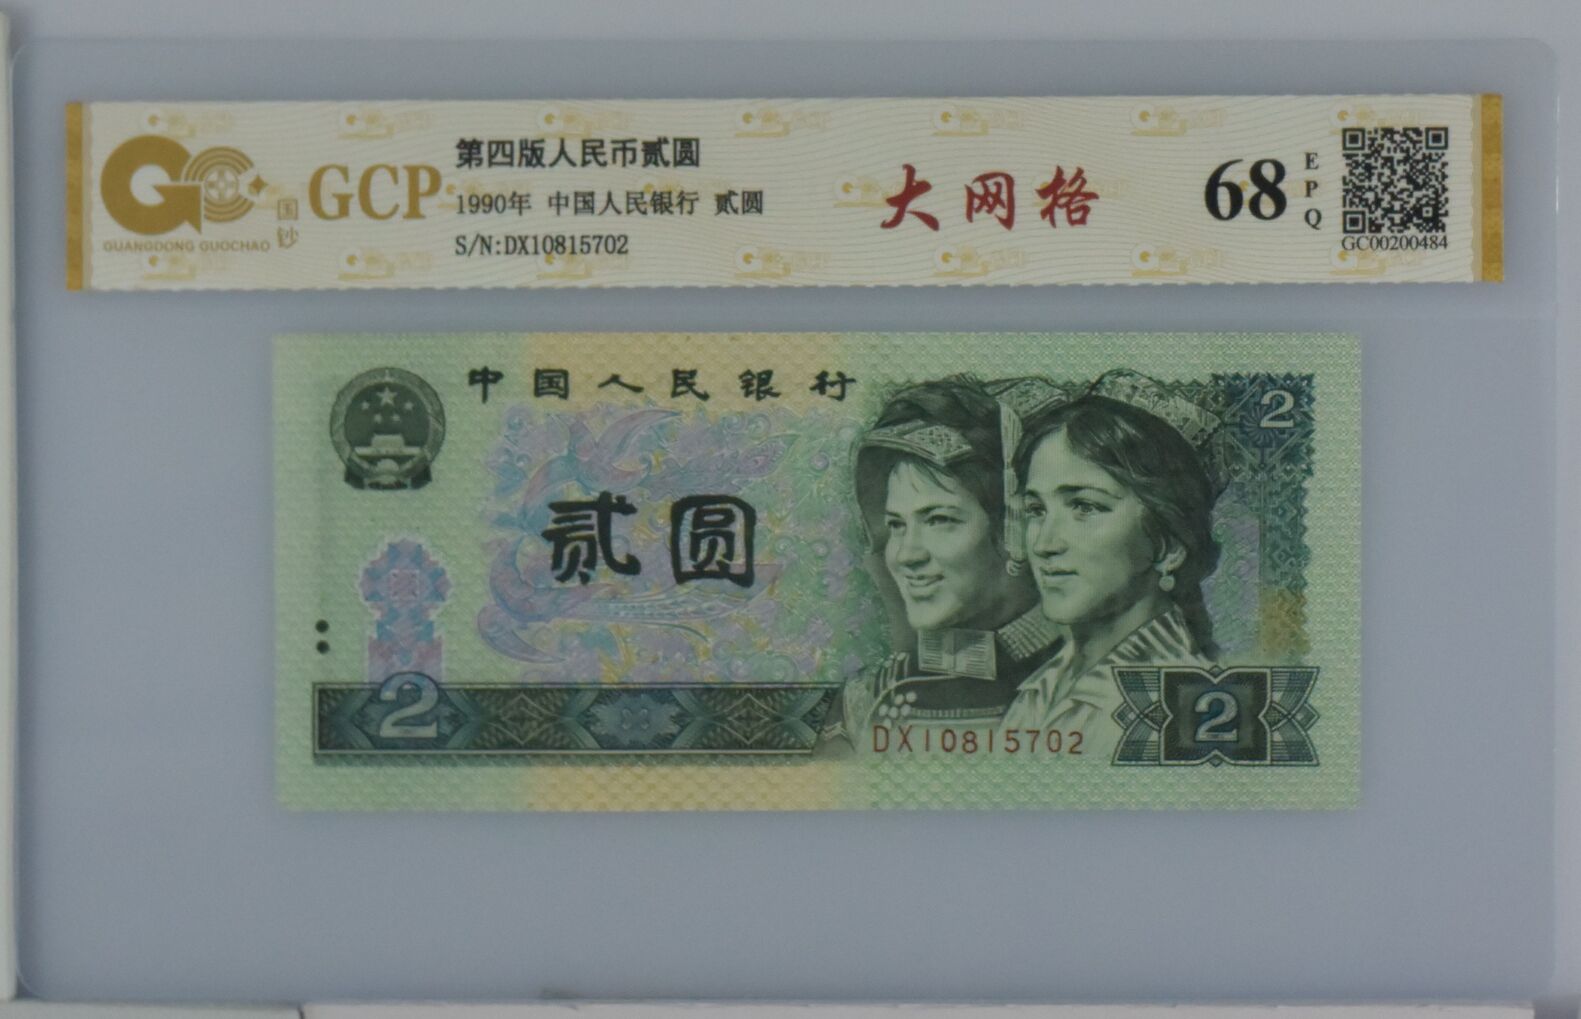 国钞
GUANGDONG GUOCHAO
GCP
第四版人民币贰圆
1990年 中国人民银行 贰圆
S/N:DX10815702
大网格
68
EPQ
GC00200484
中国人民银行
2
贰圆
2
DX10815702
2